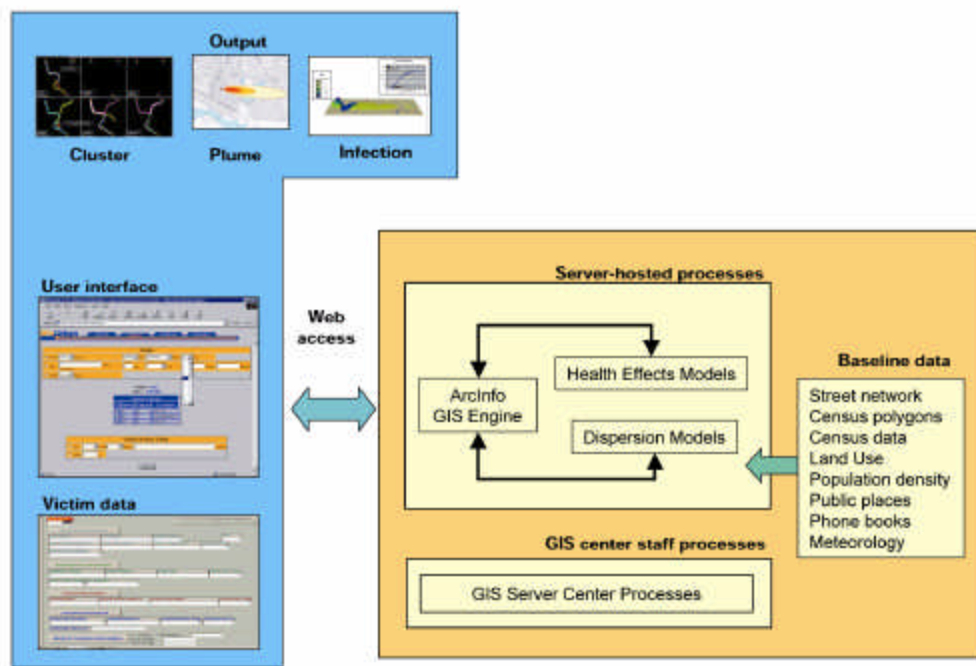 Output
Cluster
Plume
Infection
User interface
Victim data
Web
access
Server-hosted processes
ArcInfo
GIS Engine
Health Effects Models
Dispersion Models
Baseline data
Street network
Census polygons
Census data
Land Use
Population density
Public places
Phone books
Meteorology
GIS center staff processes
GIS Server Center Processes